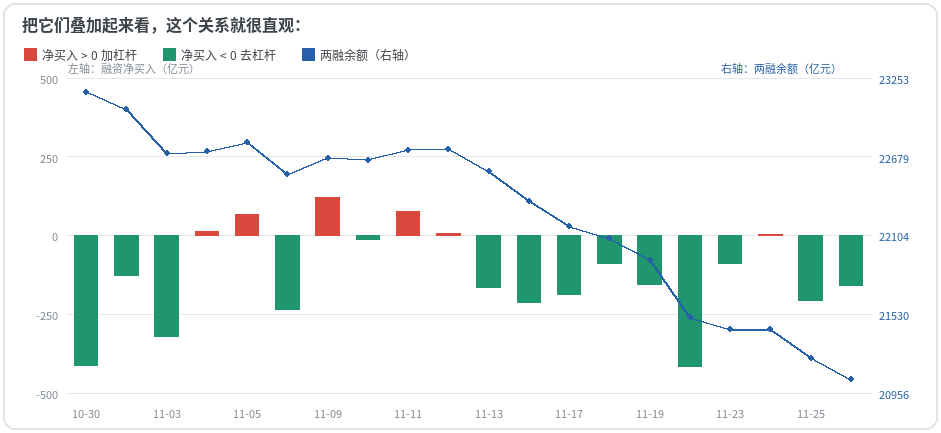 把它们叠加起来看，这个关系就很直观：
净买入 > 0 加杠杆 净买入 < 0 去杠杆 两融余额（右轴）
左轴：融资净买入（亿元） 右轴：两融余额（亿元）
500 23253
250 22679
0 22104
-250 21530
-500 20956
10-30 11-03 11-05 11-09 11-11 11-13 11-17 11-19 11-23 11-25